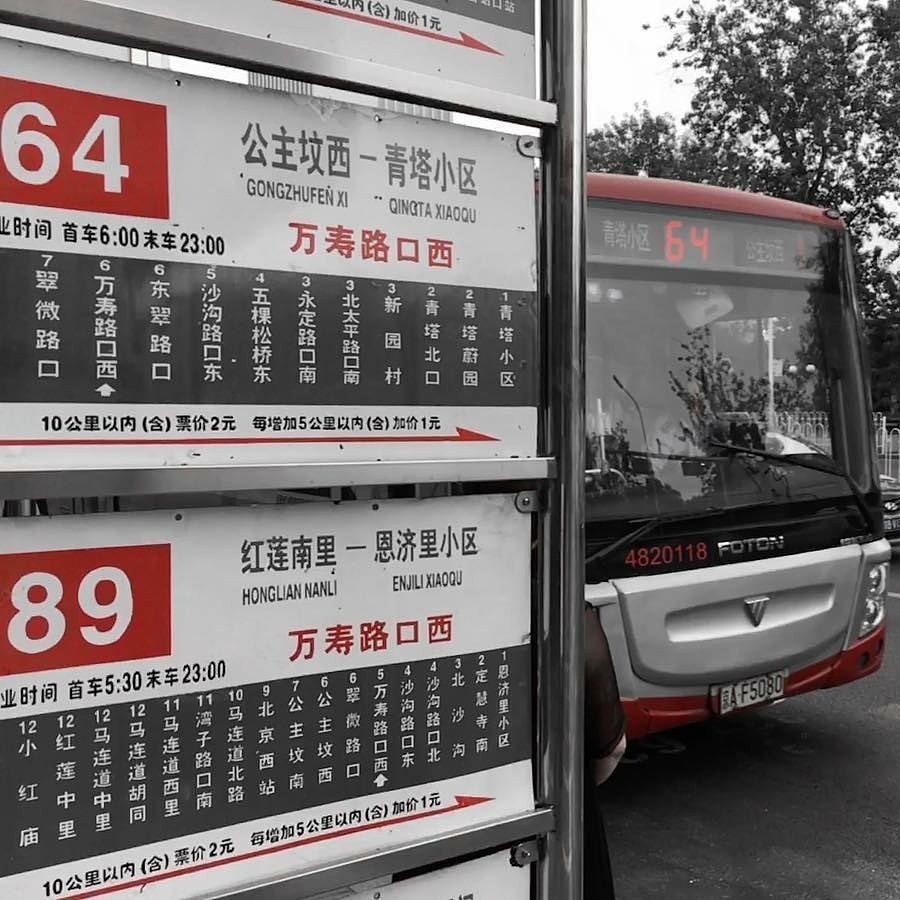 内(含)加价1元
64
公主坟西 — 青塔小区
GONGZHUFEN XI QINGTA XIAOQU
业时间 首车6:00 末车23:00
万寿路口西
7 翠微路口
6 万寿路口西
6 东翠路口
5 沙沟路口东
4 五棵松桥东
3 永定路口南
3 北太平路口南
3 新园村
2 青塔北口
2 青塔蔚园
1 青塔小区
10公里以内(含)票价2元 每增加5公里以内(含)加价1元
89
红莲南里 — 恩济里小区
HONGLIAN NANLI ENJILI XIAOQU
业时间 首车5:30 末车23:00
万寿路口西
12 小红庙
12 红莲中里
12 马连道中里
12 马连道胡同
11 马连道西里
11 湾子路口南
10 马连道北路
9 北京西站
7 公主坟南
6 公主坟西
6 翠微路口
5 万寿路口西
4 沙沟路口东
4 沙沟路口北
3 北沙沟
2 定慧寺南
1 恩济里小区
10公里以内(含)票价2元 每增加5公里以内(含)加价1元
青塔小区 64 公主坟西
4820118 FOTON
京A·F5080